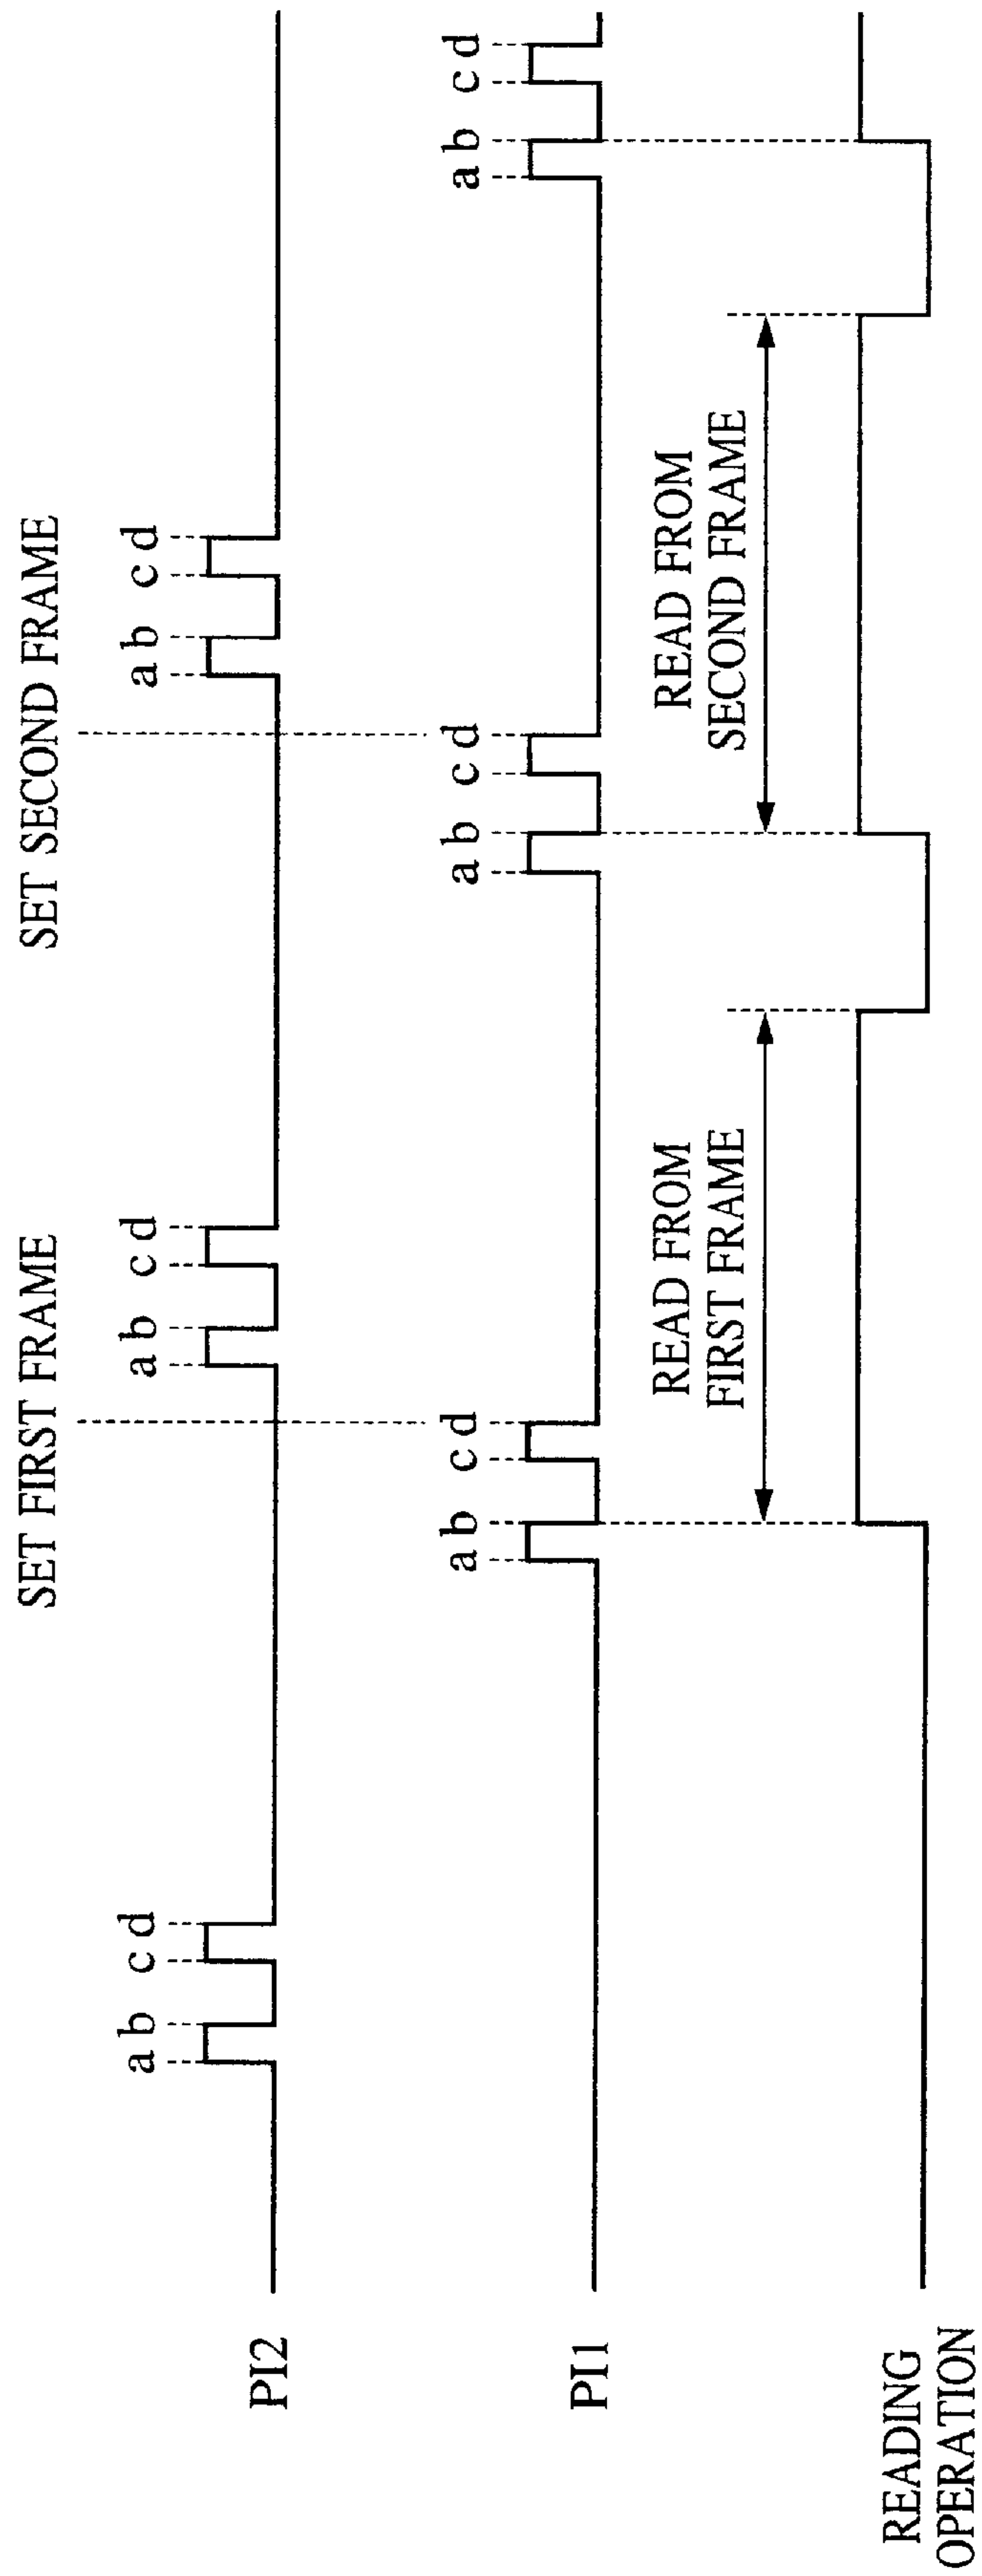 SET FIRST FRAME
SET SECOND FRAME
a b c d
a b c d
a b c d
PI2
a b c d
a b c d
a b c d
PI1
READ FROM
FIRST FRAME
READ FROM
SECOND FRAME
READING
OPERATION